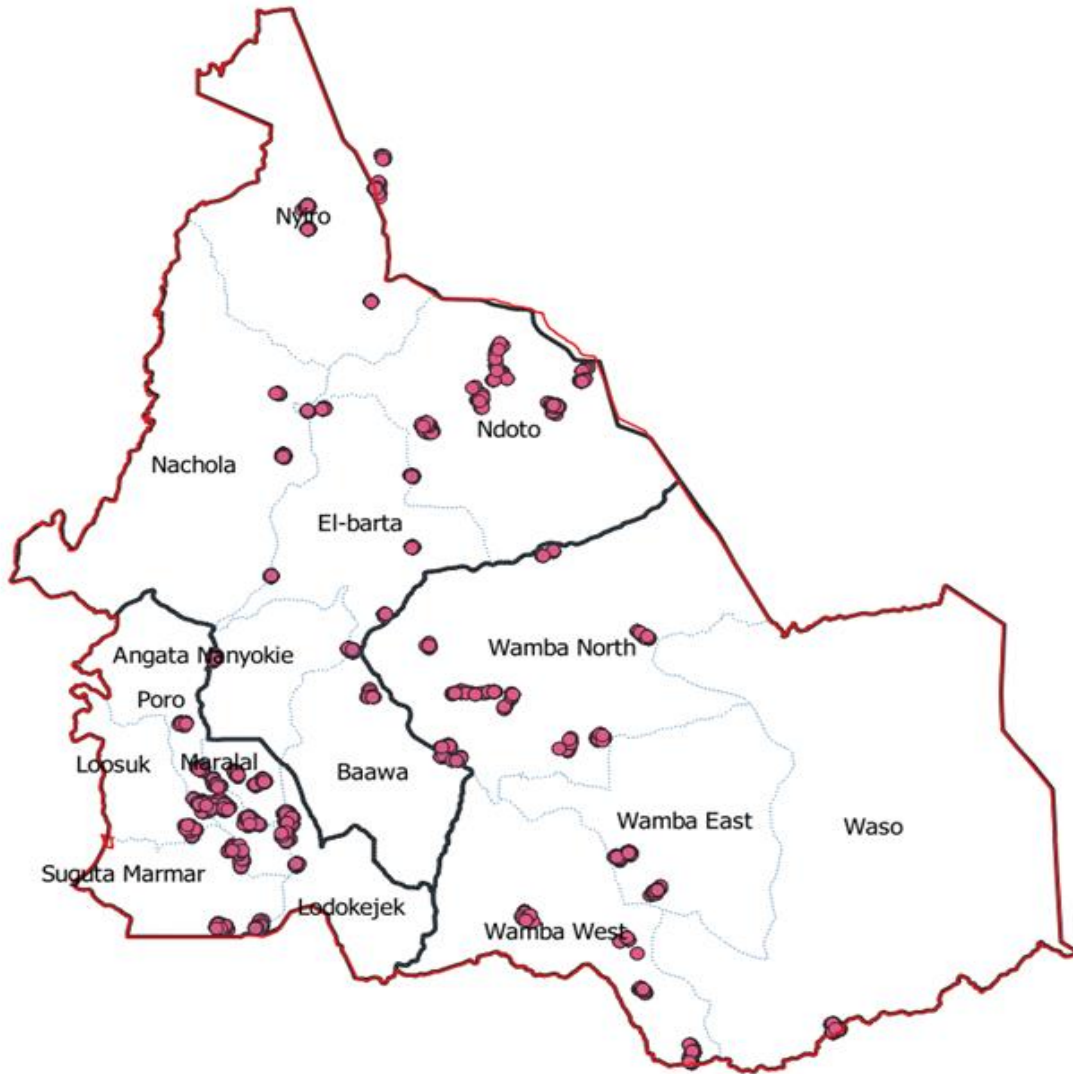 Nyiro
Ndoto
Nachola
El-barta
Wamba North
Angata Nanyokie
Poro
Loosuk
Maralal
Baawa
Wamba East
Waso
Suguta Marmar
Lodokejek
Wamba West